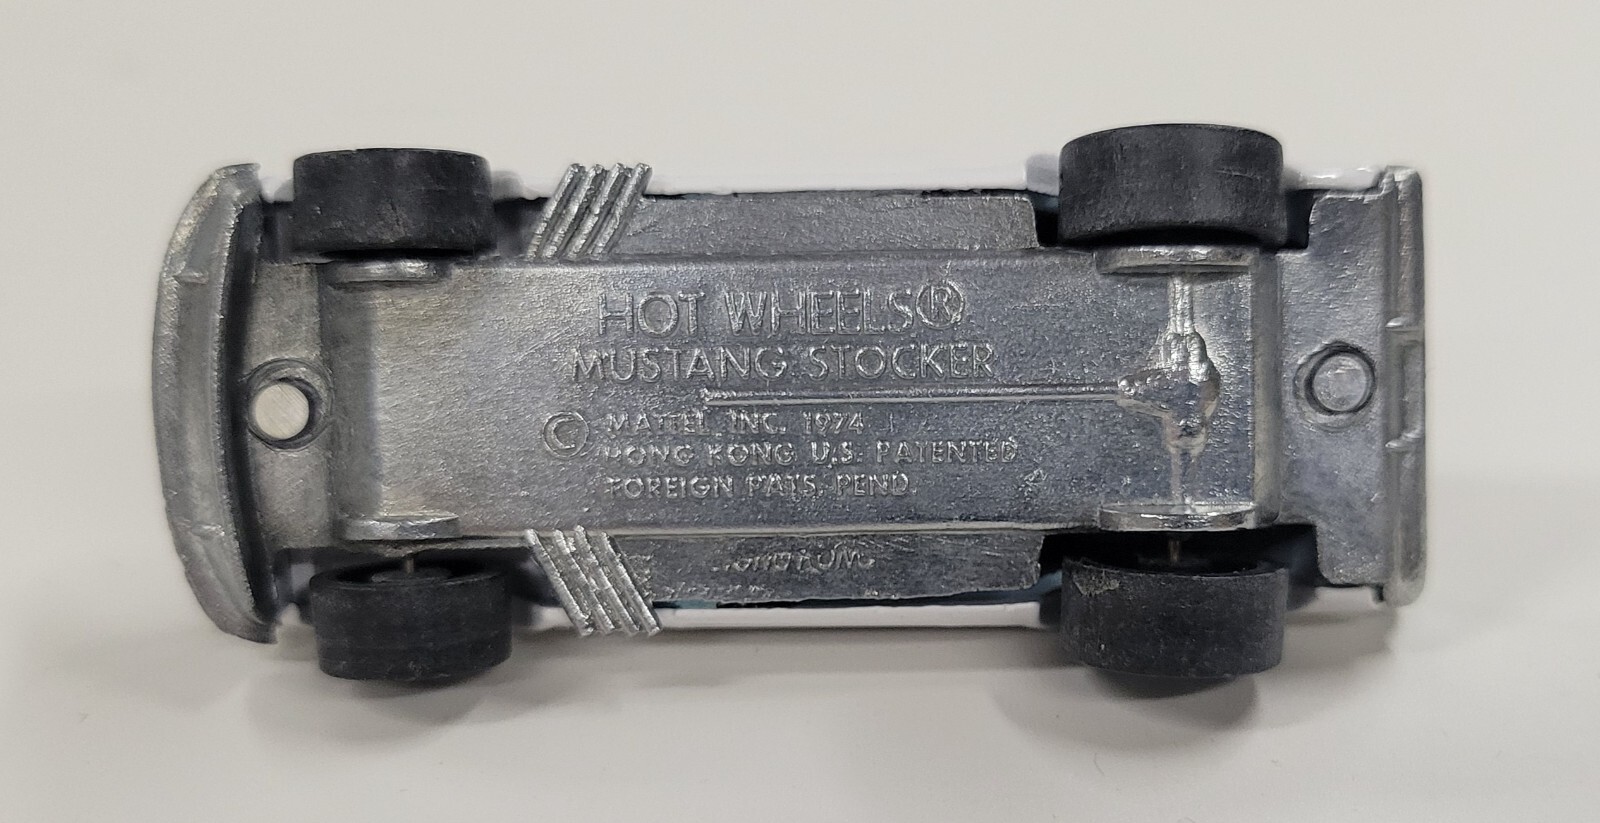 HOT WHEELS®
MUSTANG STOCKER
© MATTEL, INC. 1974
HONG KONG U.S. PATENTED
FOREIGN PATS. PEND.